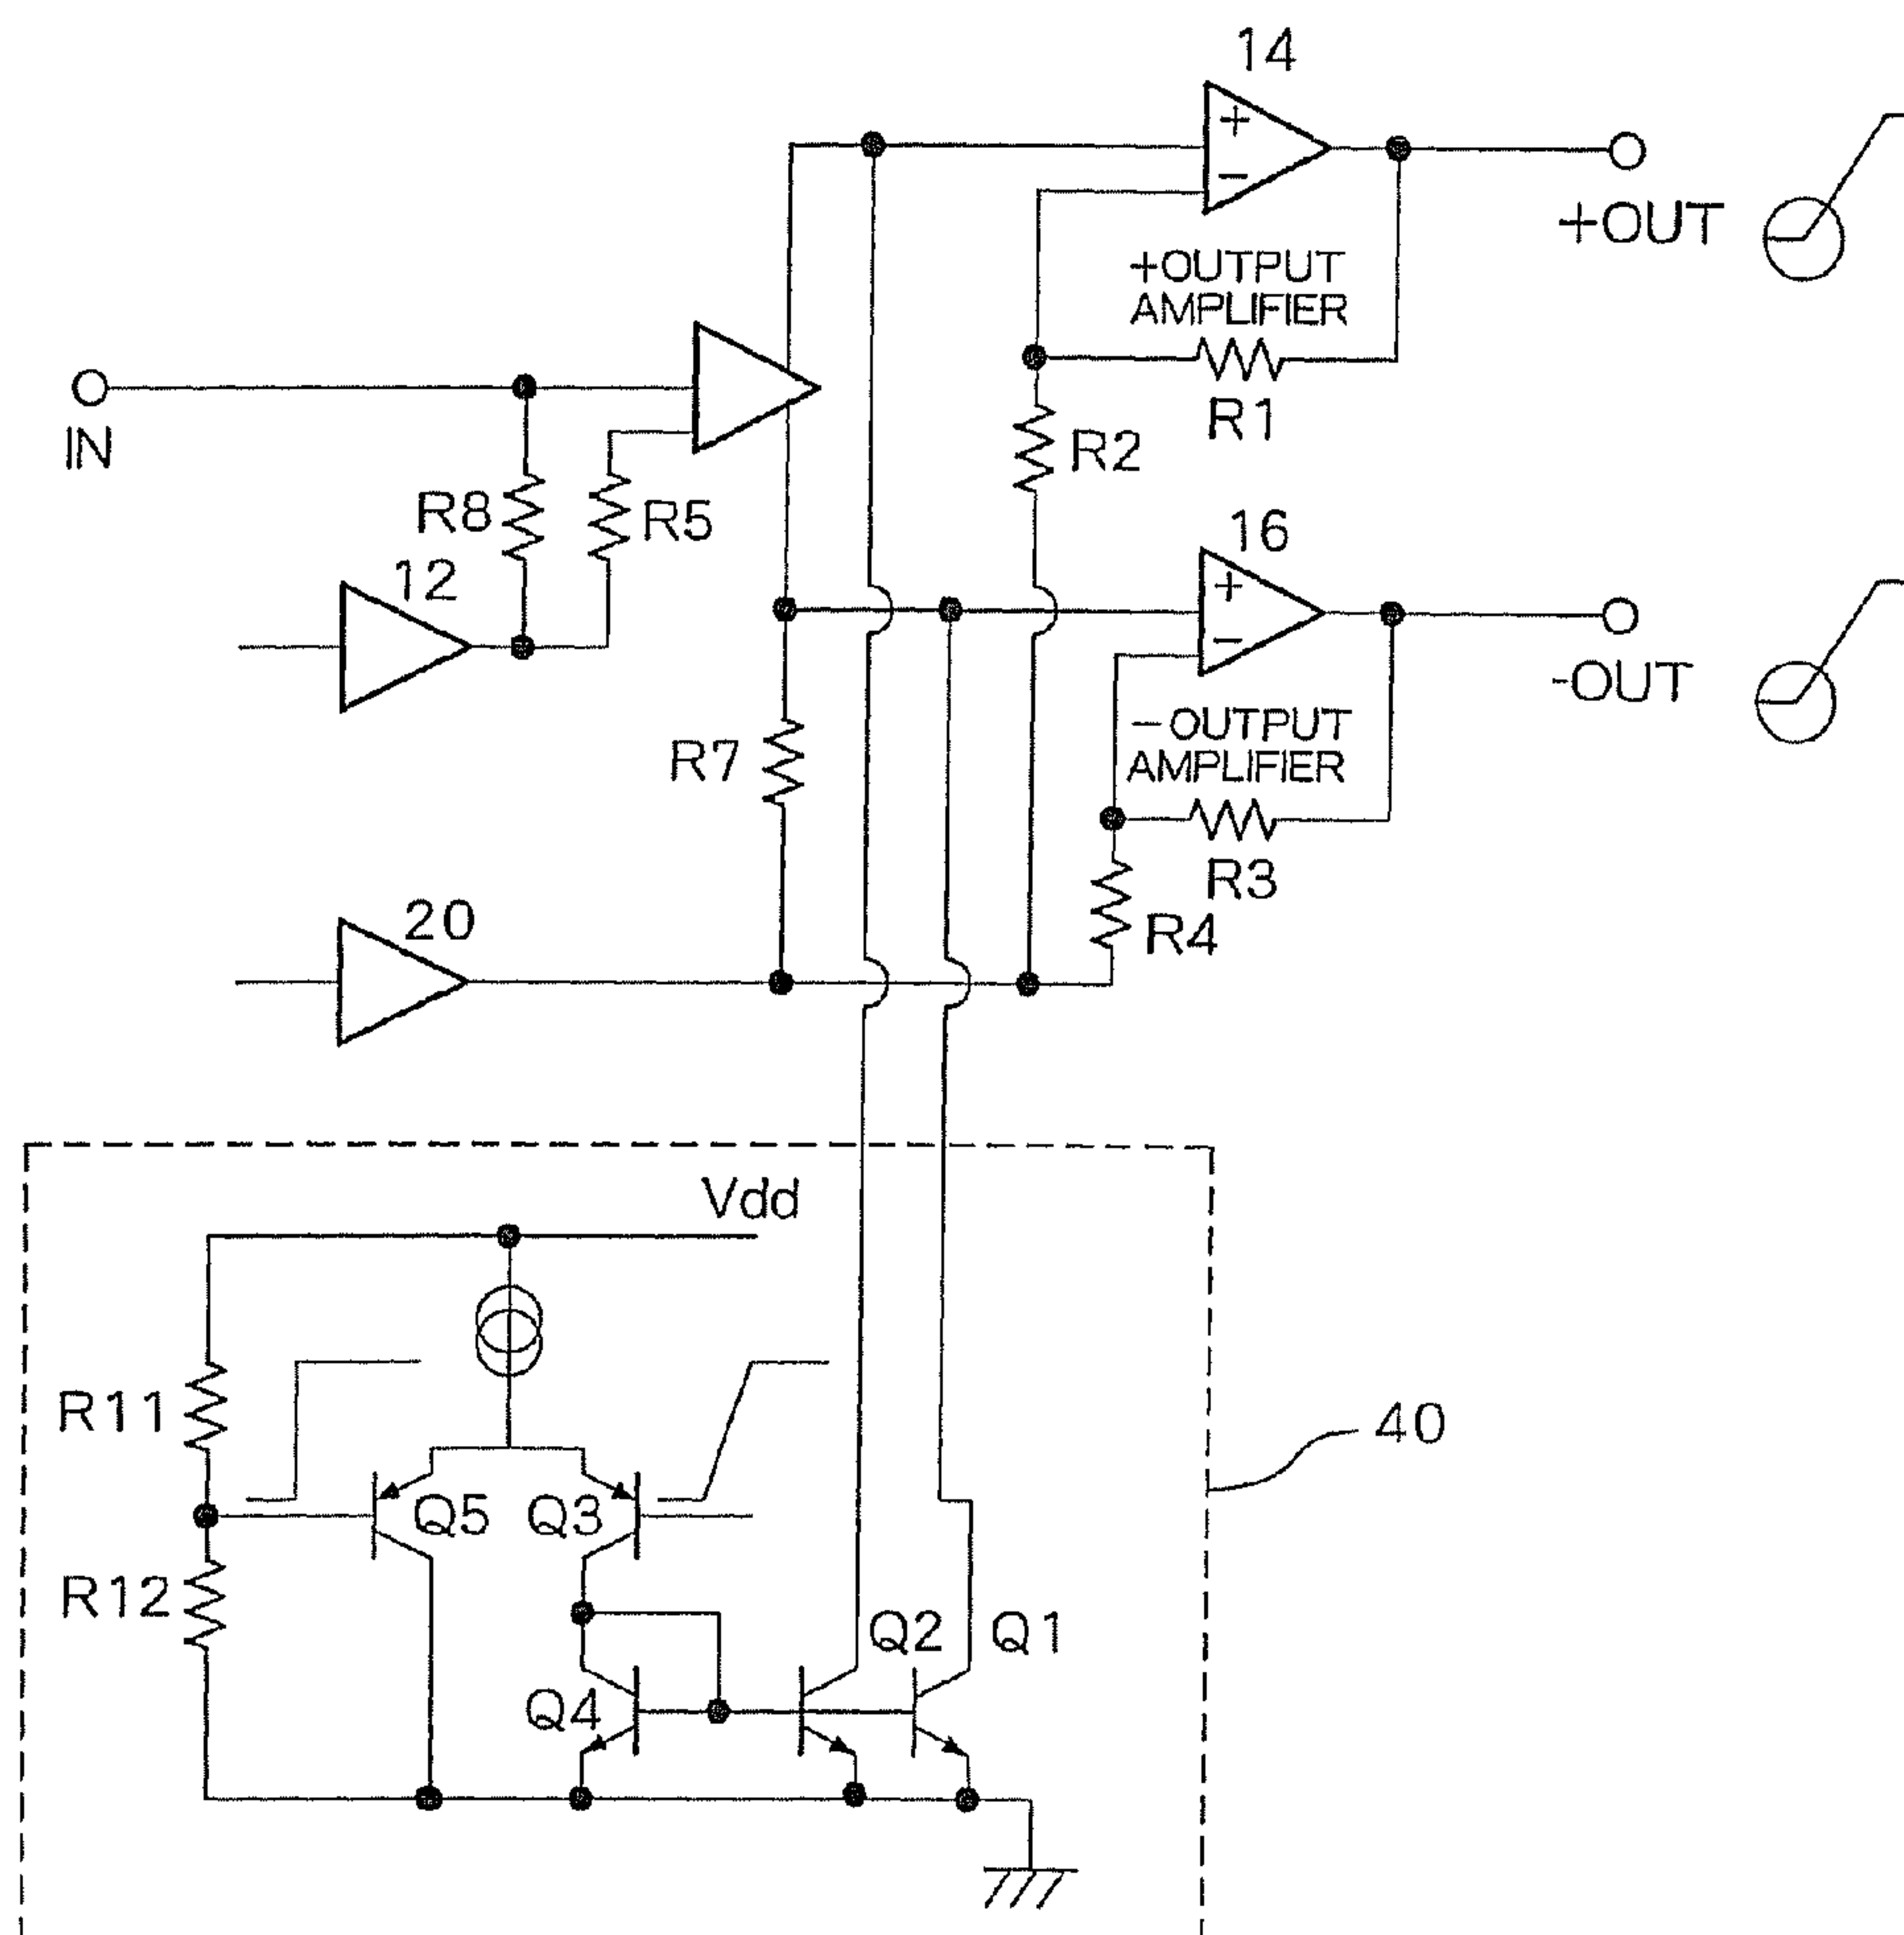 14
+
−
+OUT
+OUTPUT
AMPLIFIER
R1
IN
R2
R8
R5
12
16
+
−
-OUT
−OUTPUT
AMPLIFIER
R7
R3
R4
20
Vdd
R11
40
Q5
Q3
R12
Q2
Q1
Q4